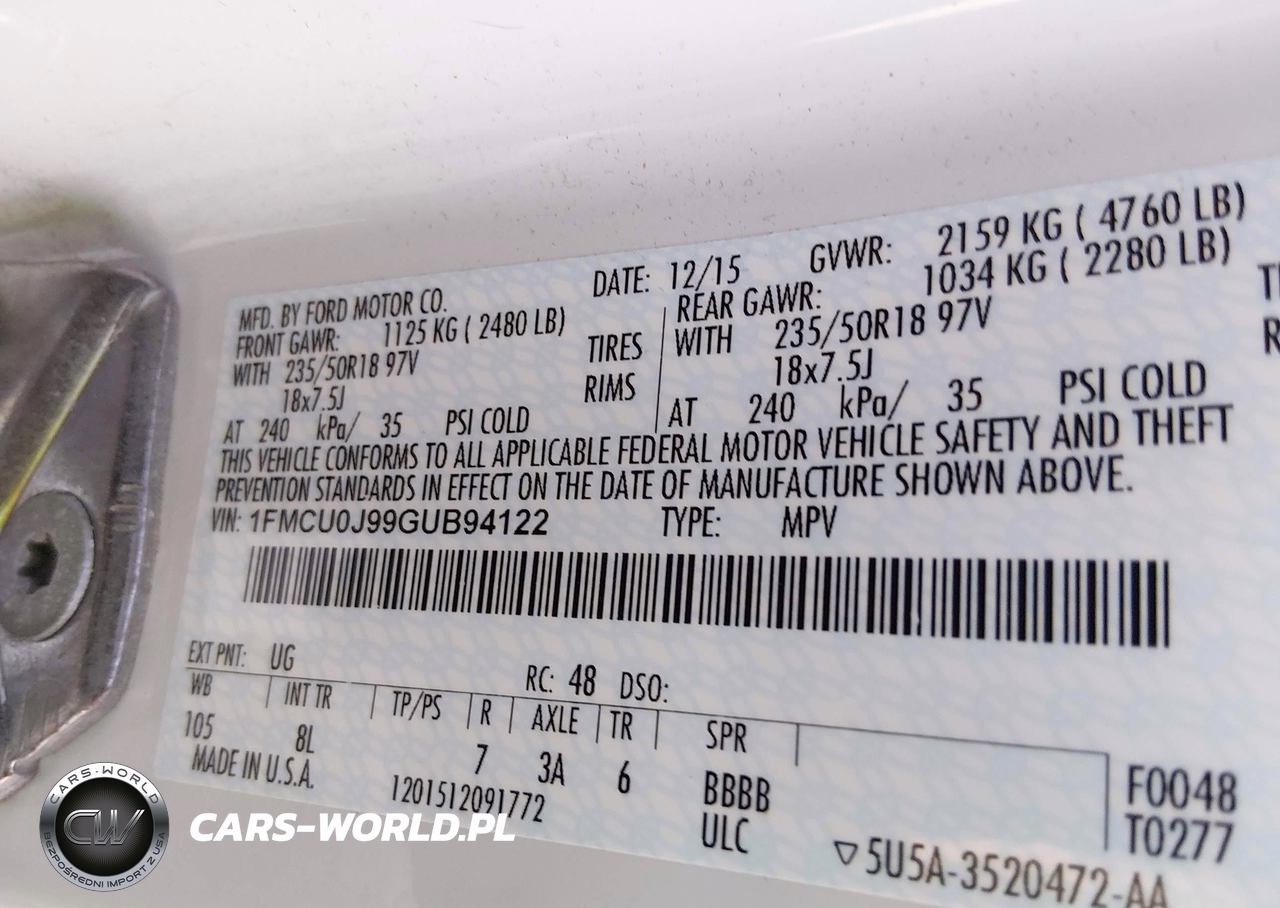 DATE: 12/15 GVWR: 2159 KG ( 4760 LB)
MFD. BY FORD MOTOR CO.
FRONT GAWR: 1125 KG ( 2480 LB) REAR GAWR: 1034 KG ( 2280 LB)
WITH 235/50R18 97V TIRES WITH 235/50R18 97V
18x7.5J RIMS 18x7.5J
AT 240 kPa/ 35 PSI COLD AT 240 kPa/ 35 PSI COLD
THIS VEHICLE CONFORMS TO ALL APPLICABLE FEDERAL MOTOR VEHICLE SAFETY AND THEFT
PREVENTION STANDARDS IN EFFECT ON THE DATE OF MANUFACTURE SHOWN ABOVE.
VIN: 1FMCU0J99GUB94122 TYPE: MPV
EXT PNT: UG RC: 48 DSO:
WB INT TR TP/PS R AXLE TR SPR
105 8L 7 3A 6 BBBB F0048
MADE IN U.S.A. 1201512091772 ULC T0277
5U5A-3520472-AA
CARS-WORLD
CW
BEZPOŚREDNI IMPORT Z USA
CARS-WORLD.PL